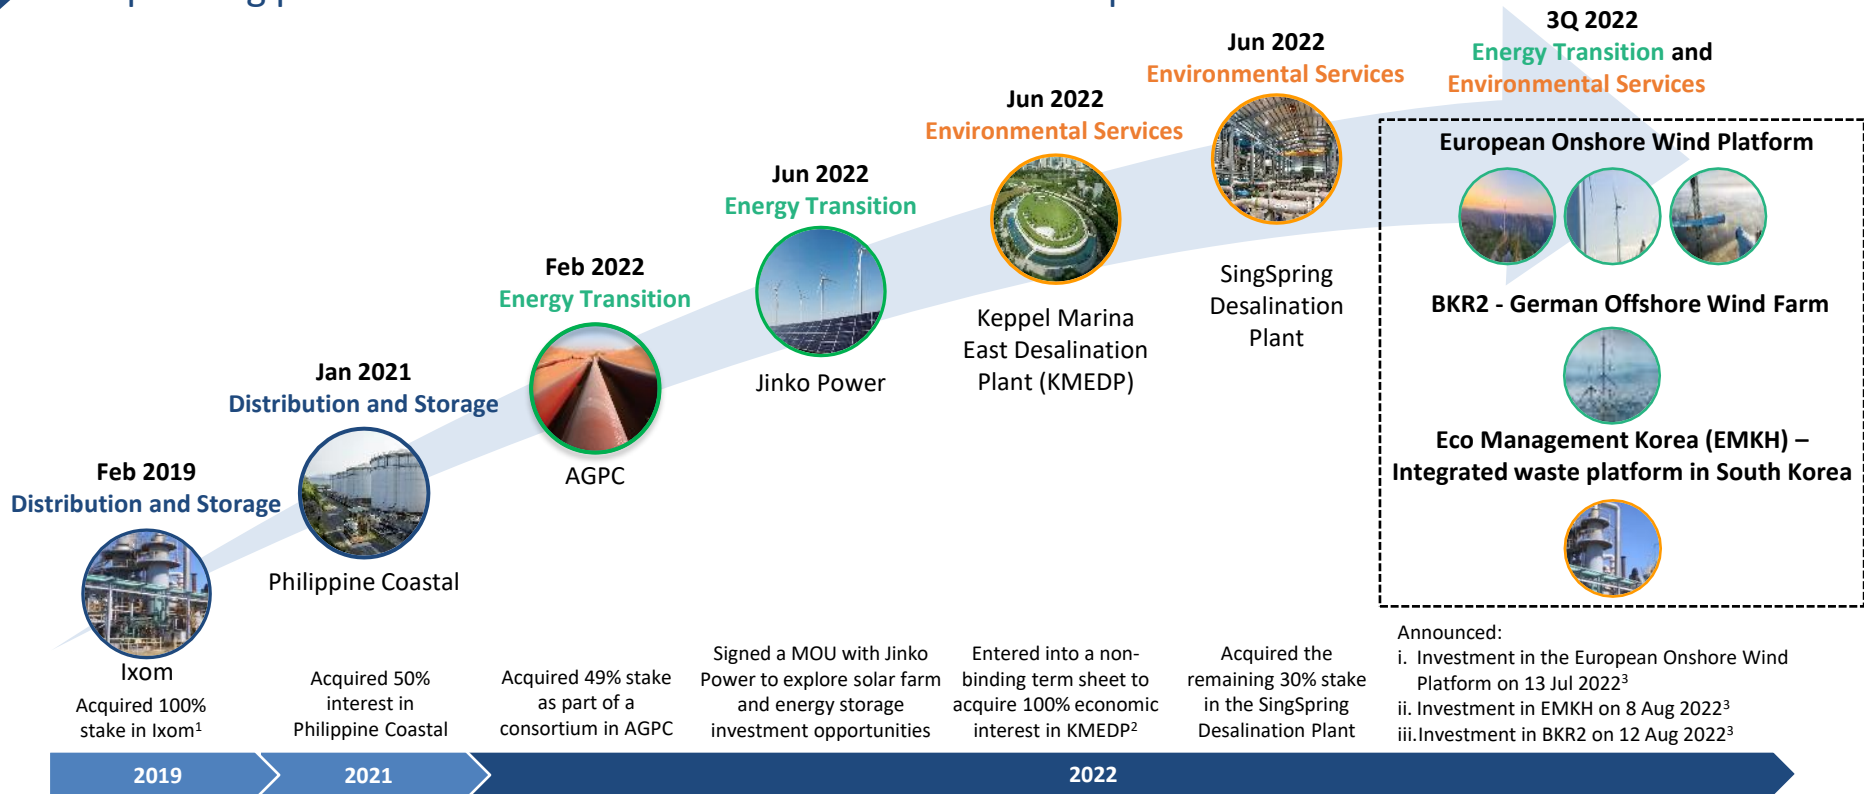 Feb 2019
Distribution and Storage
Ixom
Acquired 100%
stake in Ixom1
Jan 2021
Distribution and Storage
Philippine Coastal
Acquired 50%
interest in
Philippine Coastal
Feb 2022
Energy Transition
AGPC
Acquired 49% stake
as part of a
consortium in AGPC
Jun 2022
Energy Transition
Jinko Power
Signed a MOU with Jinko
Power to explore solar farm
and energy storage
investment opportunities
Jun 2022
Environmental Services
Keppel Marina
East Desalination
Plant (KMEDP)
Entered into a non-
binding term sheet to
acquire 100% economic
interest in KMEDP2
Jun 2022
Environmental Services
SingSpring
Desalination
Plant
Acquired the
remaining 30% stake
in the SingSpring
Desalination Plant
3Q 2022
Energy Transition and
Environmental Services
European Onshore Wind Platform
BKR2 - German Offshore Wind Farm
Eco Management Korea (EMKH) –
Integrated waste platform in South Korea
Announced:
i. Investment in the European Onshore Wind
Platform on 13 Jul 20223
ii. Investment in EMKH on 8 Aug 20223
iii.Investment in BKR2 on 12 Aug 20223
2019
2021
2022